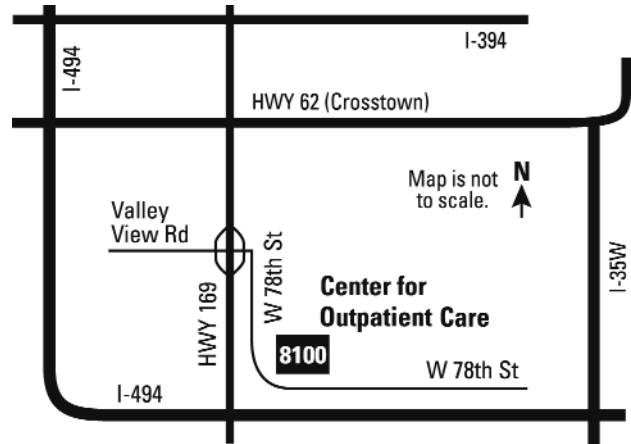 I-394
I-494
HWY 62 (Crosstown)
Map is not
to scale.
N
Valley
View Rd
W 78th St
HWY 169
I-35W
Center for
Outpatient Care
8100
W 78th St
I-494